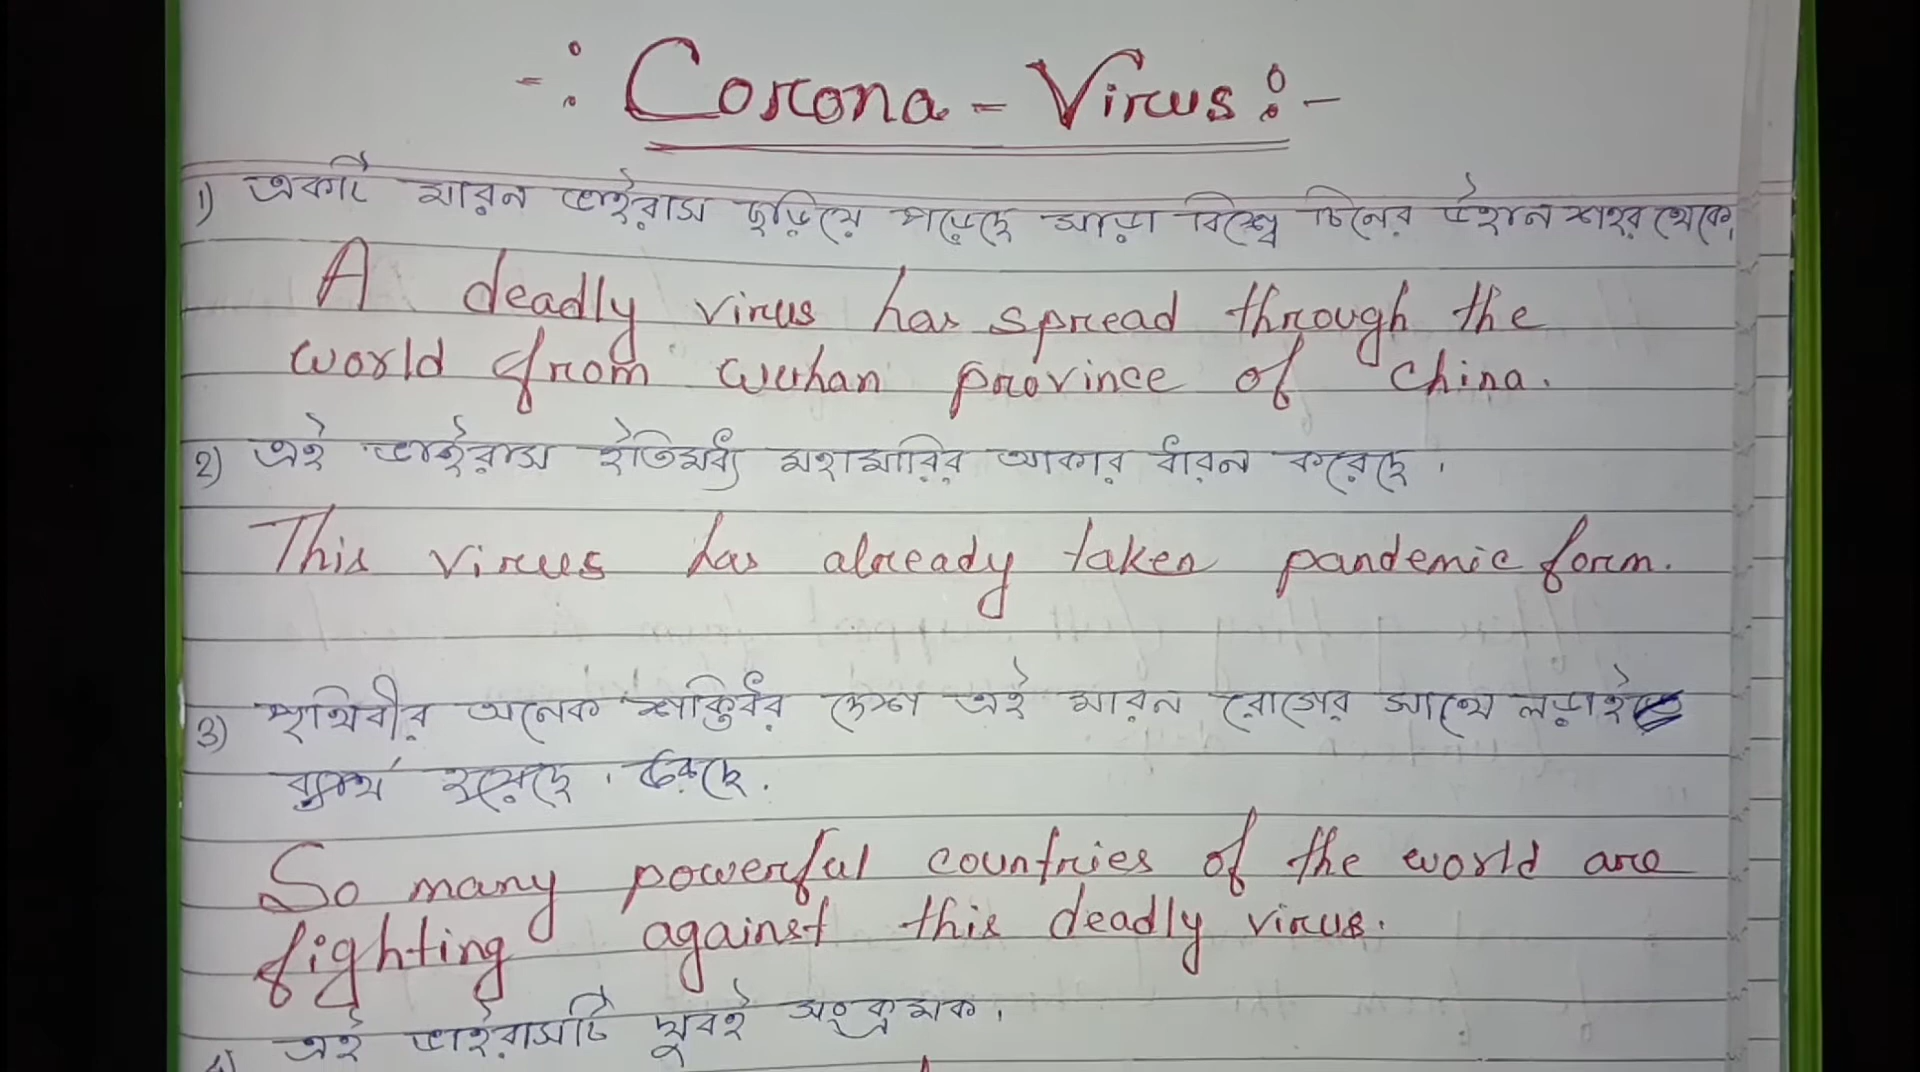 -: Corona - Virus :-
1) একটি মারন ভাইরাস ছড়িয়ে পড়েছে সাড়া বিশ্বে চিনের উহান শহর থেকে।
A deadly virus has spread through the
world from wuhan province of China.
2) এই ভাইরাস ইতিমধ্যে মহামারির আকার ধারন করেছে।
This virus has already taken pandemic form.
3) পৃথিবীর অনেক শক্তিধর দেশ এই মারন রোগের সাথে লড়াই
ব্যর্থ হয়েছে।
So many powerful countries of the world are
fighting against this deadly virus.
4) এই ভাইরাসটি খুবই সংক্রমক।